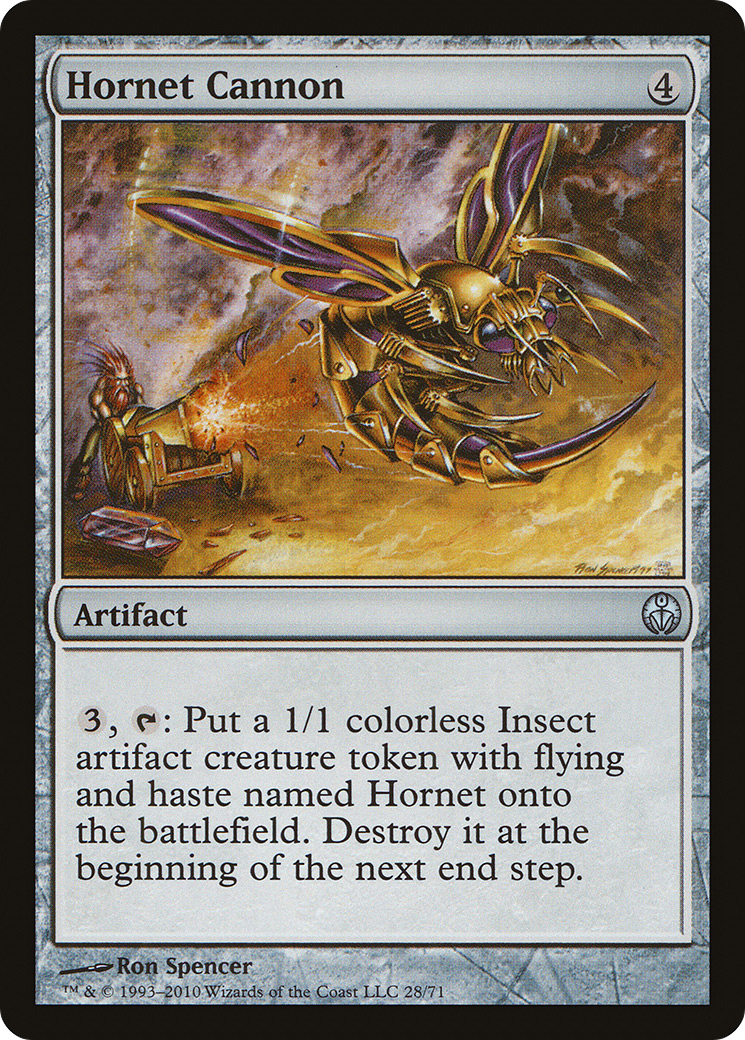 Hornet Cannon
4
Artifact
3, : Put a 1/1 colorless Insect
artifact creature token with flying
and haste named Hornet onto
the battlefield. Destroy it at the
beginning of the next end step.
Ron Spencer
™ & © 1993–2010 Wizards of the Coast LLC 28/71